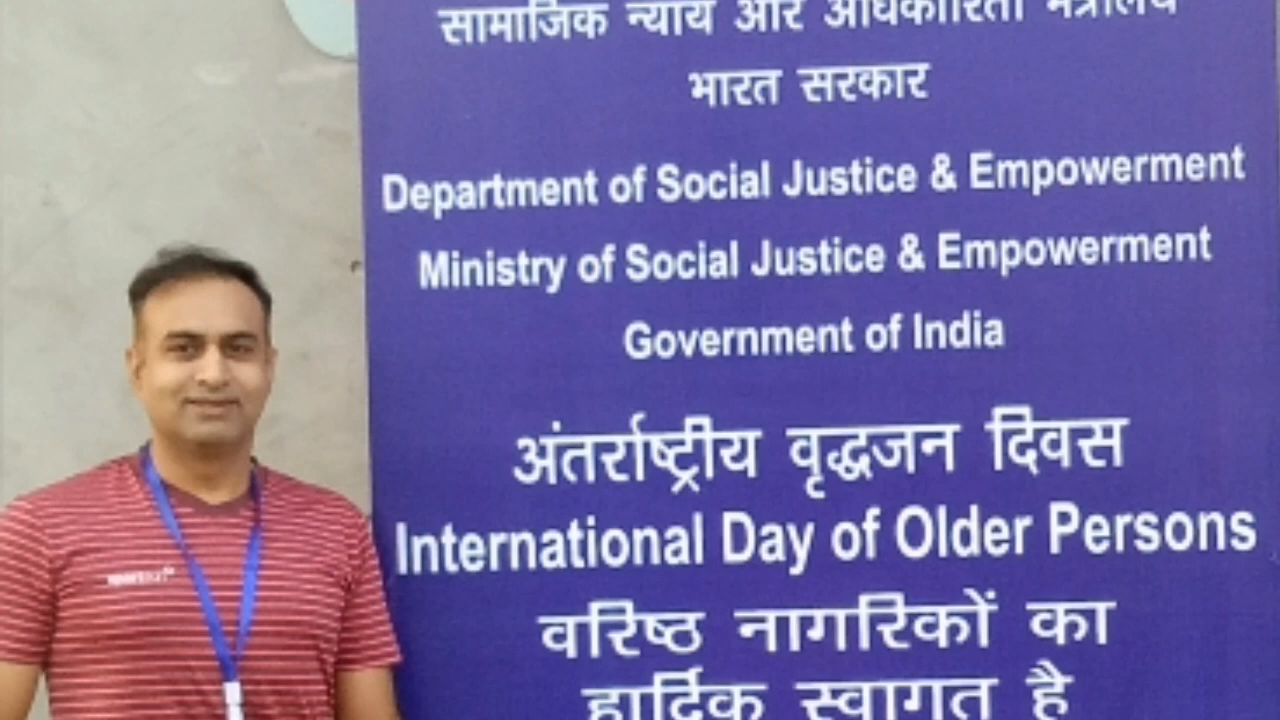 सामाजिक न्याय और अधिकारिता मंत्रालय
भारत सरकार
Department of Social Justice & Empowerment
Ministry of Social Justice & Empowerment
Government of India
अंतर्राष्ट्रीय वृद्धजन दिवस
International Day of Older Persons
वरिष्ठ नागरिकों का
हार्दिक स्वागत है